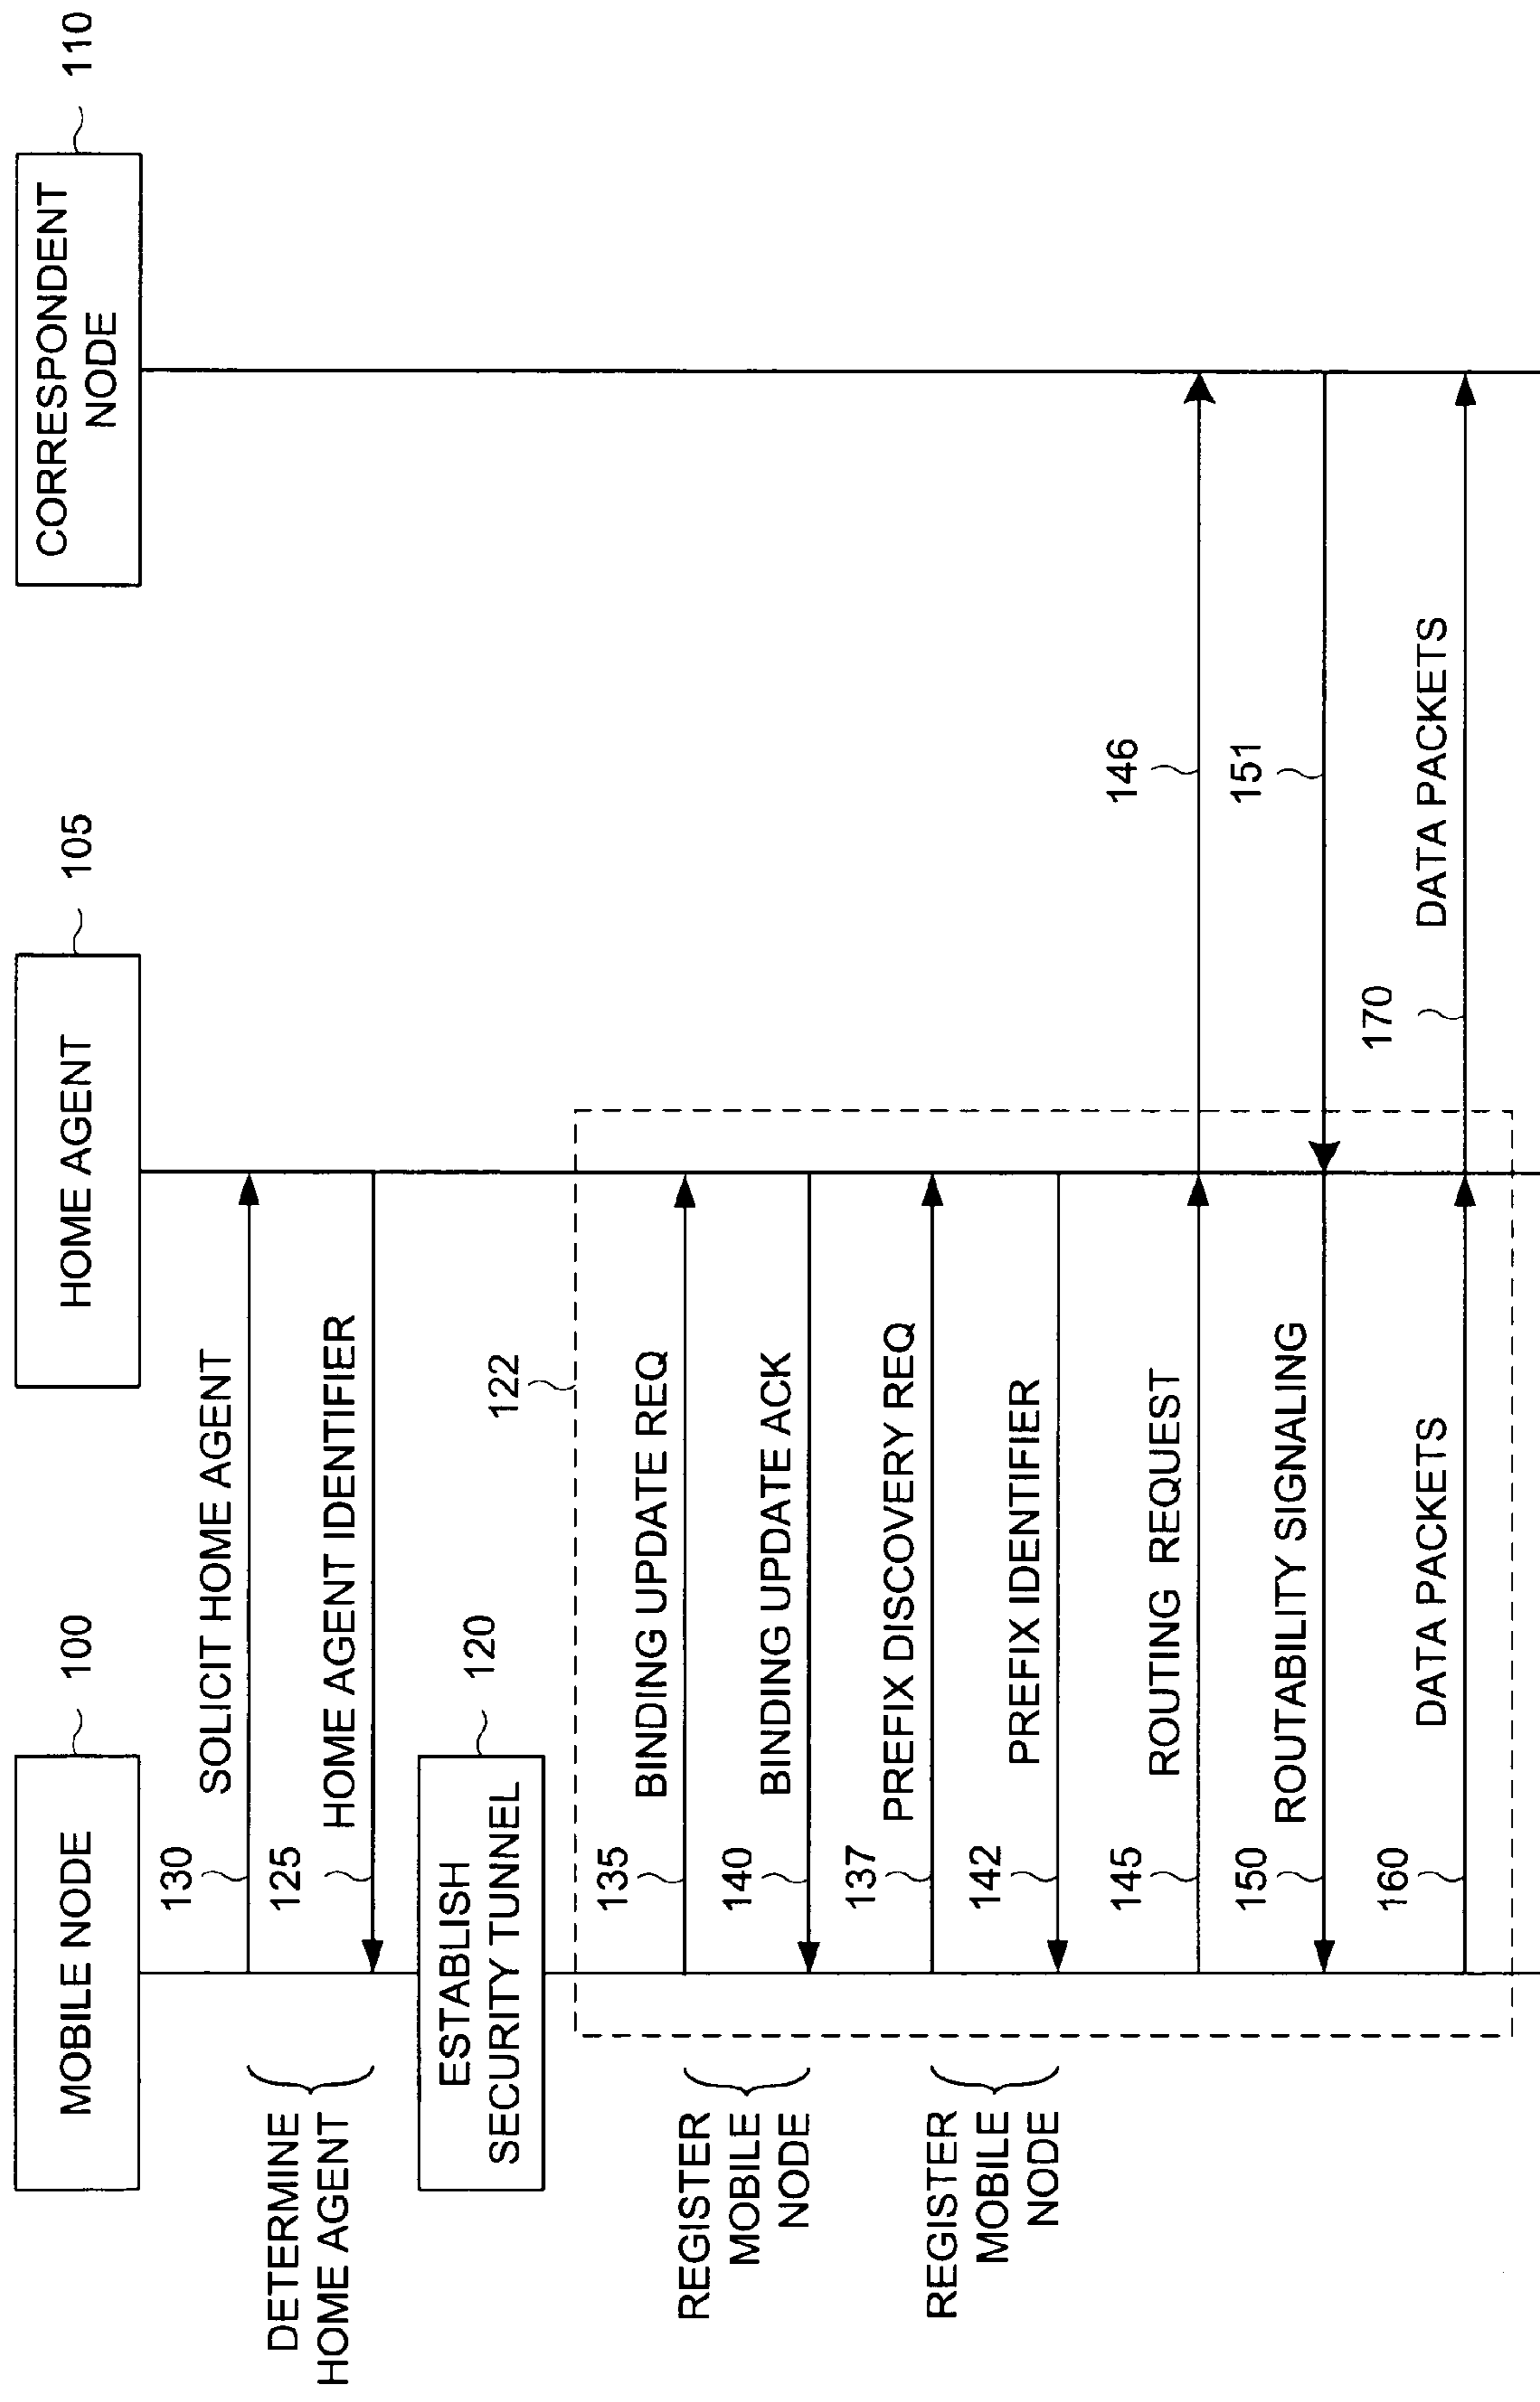 MOBILE NODE
100
HOME AGENT
105
CORRESPONDENT
NODE
110
DETERMINE
HOME AGENT
130
SOLICIT HOME AGENT
125
HOME AGENT IDENTIFIER
ESTABLISH
SECURITY TUNNEL
120
122
REGISTER
MOBILE
NODE
135
BINDING UPDATE REQ
140
BINDING UPDATE ACK
REGISTER
MOBILE
NODE
137
PREFIX DISCOVERY REQ
142
PREFIX IDENTIFIER
145
ROUTING REQUEST
146
150
ROUTABILITY SIGNALING
151
160
DATA PACKETS
170
DATA PACKETS